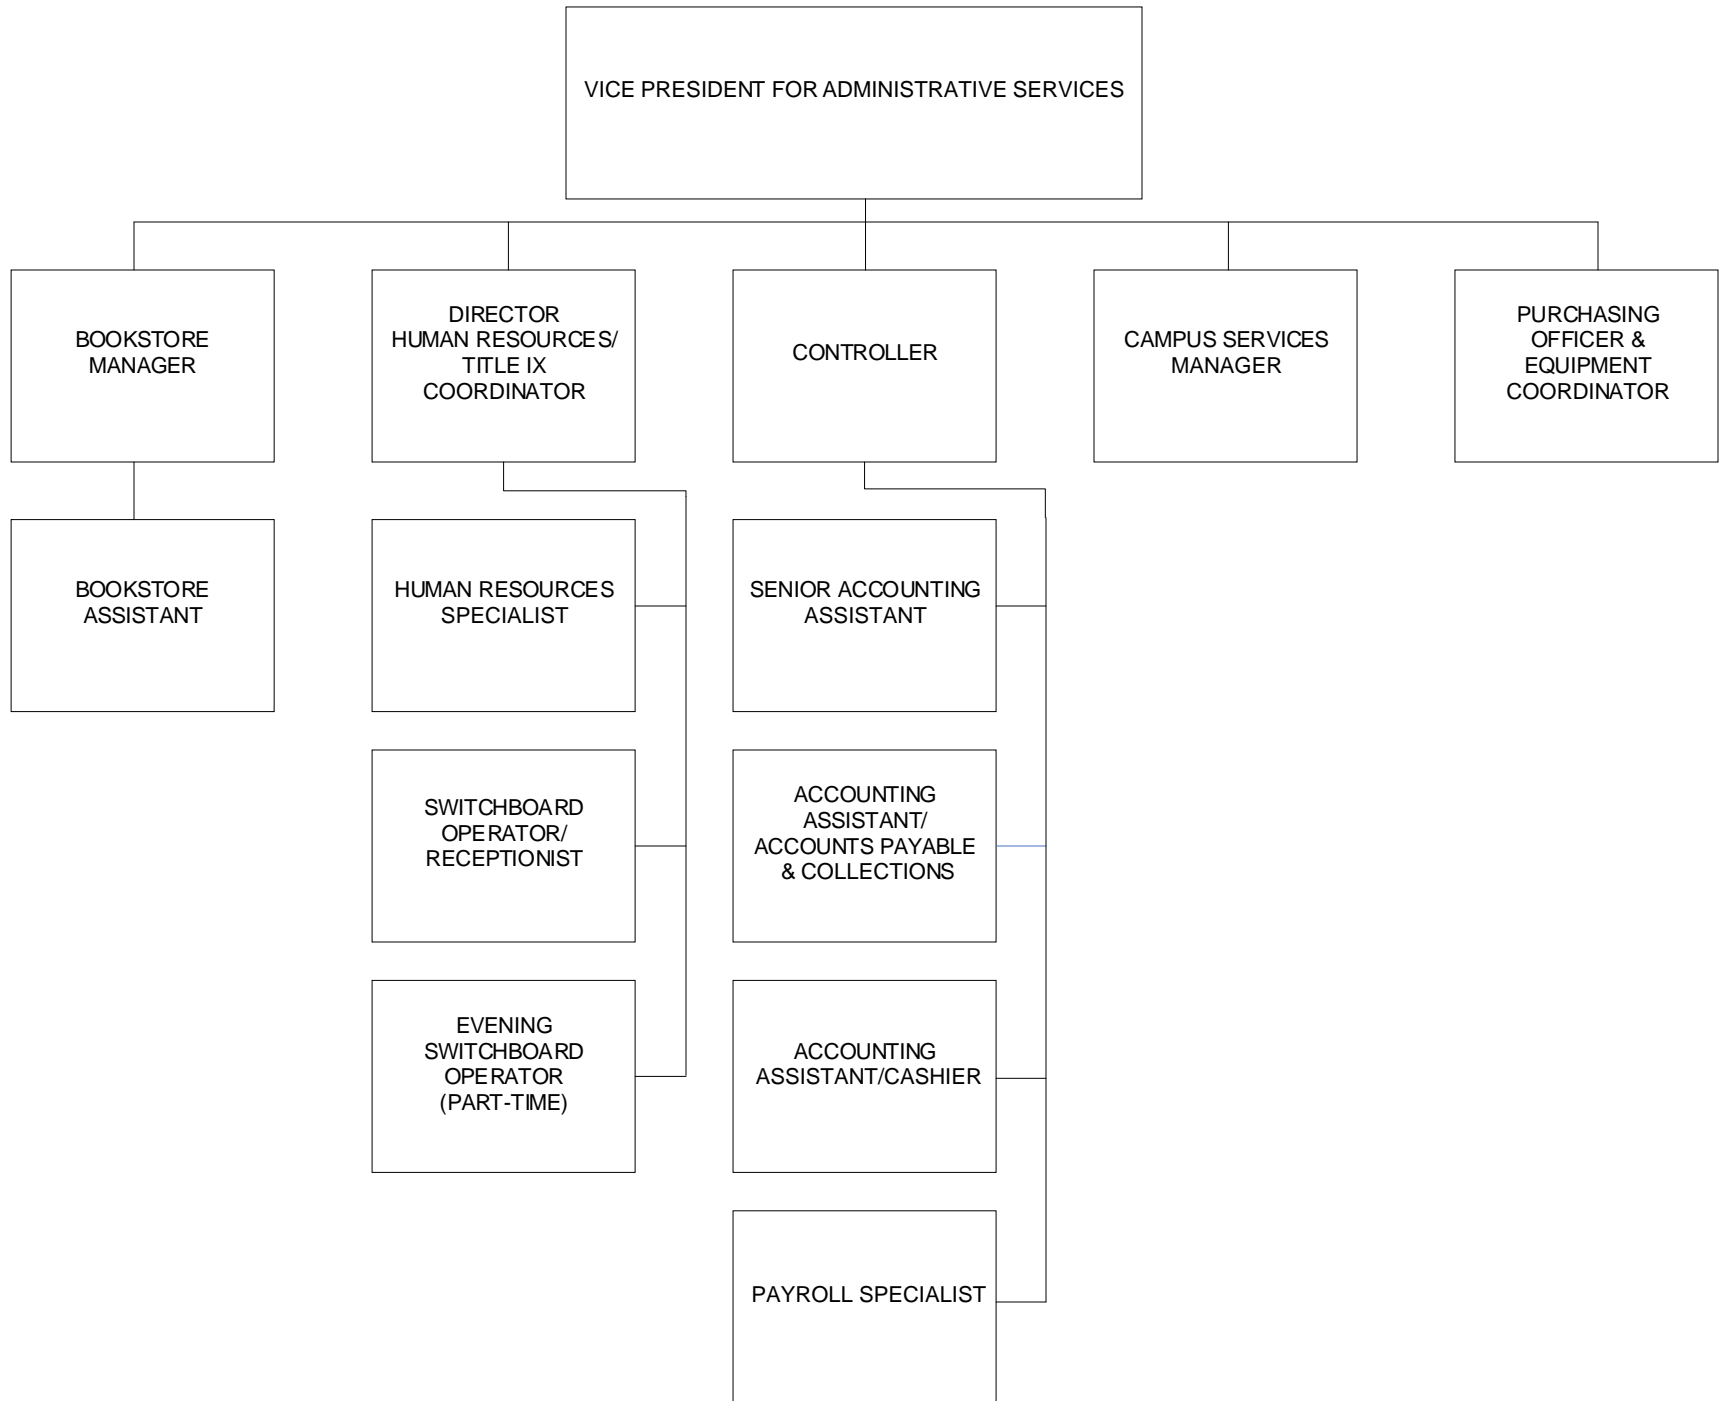 VICE PRESIDENT FOR ADMINISTRATIVE SERVICES
BOOKSTORE
MANAGER
DIRECTOR
HUMAN RESOURCES/
TITLE IX
COORDINATOR
CONTROLLER
CAMPUS SERVICES
MANAGER
PURCHASING
OFFICER &
EQUIPMENT
COORDINATOR
BOOKSTORE
ASSISTANT
HUMAN RESOURCES
SPECIALIST
SENIOR ACCOUNTING
ASSISTANT
SWITCHBOARD
OPERATOR/
RECEPTIONIST
ACCOUNTING
ASSISTANT/
ACCOUNTS PAYABLE
& COLLECTIONS
EVENING
SWITCHBOARD
OPERATOR
(PART-TIME)
ACCOUNTING
ASSISTANT/CASHIER
PAYROLL SPECIALIST